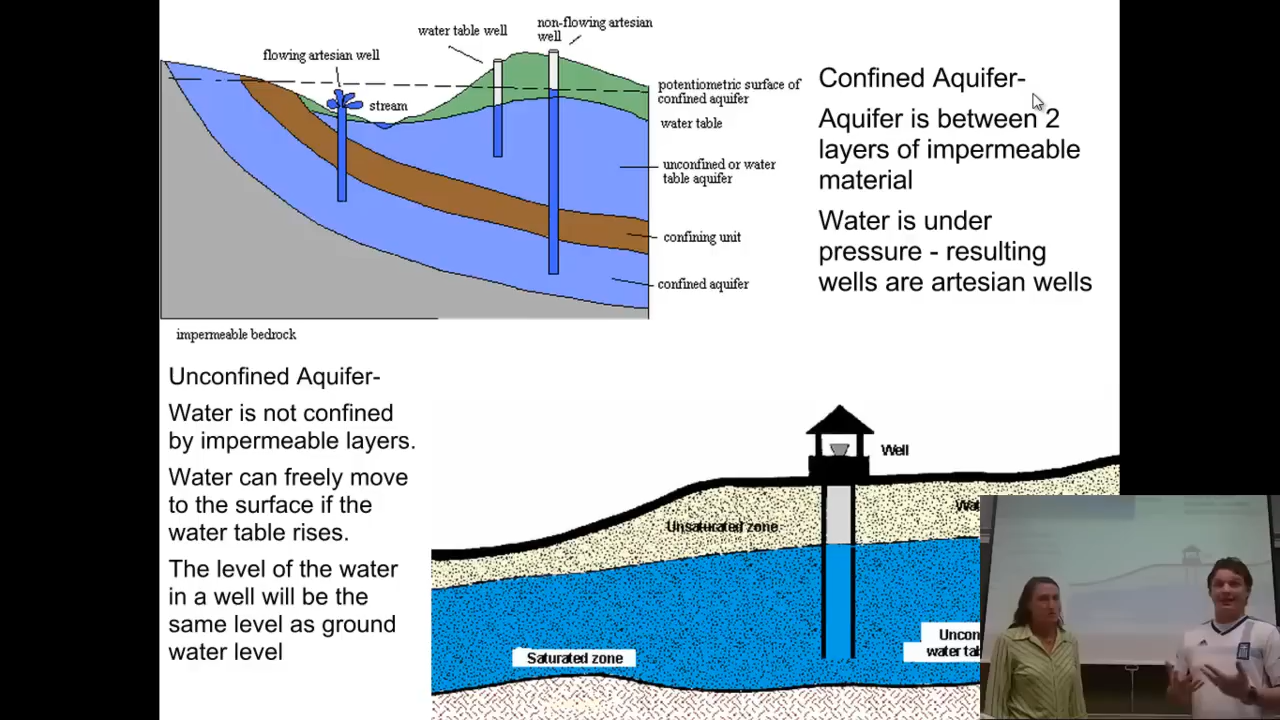 non-flowing artesian
well
water table well
flowing artesian well
stream
potentiometric surface of
confined aquifer
water table
unconfined or water
table aquifer
confining unit
confined aquifer
impermeable bedrock
Confined Aquifer-
Aquifer is between 2
layers of impermeable
material
Water is under
pressure - resulting
wells are artesian wells
Unconfined Aquifer-
Water is not confined
by impermeable layers.
Water can freely move
to the surface if the
water table rises.
The level of the water
in a well will be the
same level as ground
water level
Well
Unsaturated zone
Saturated zone